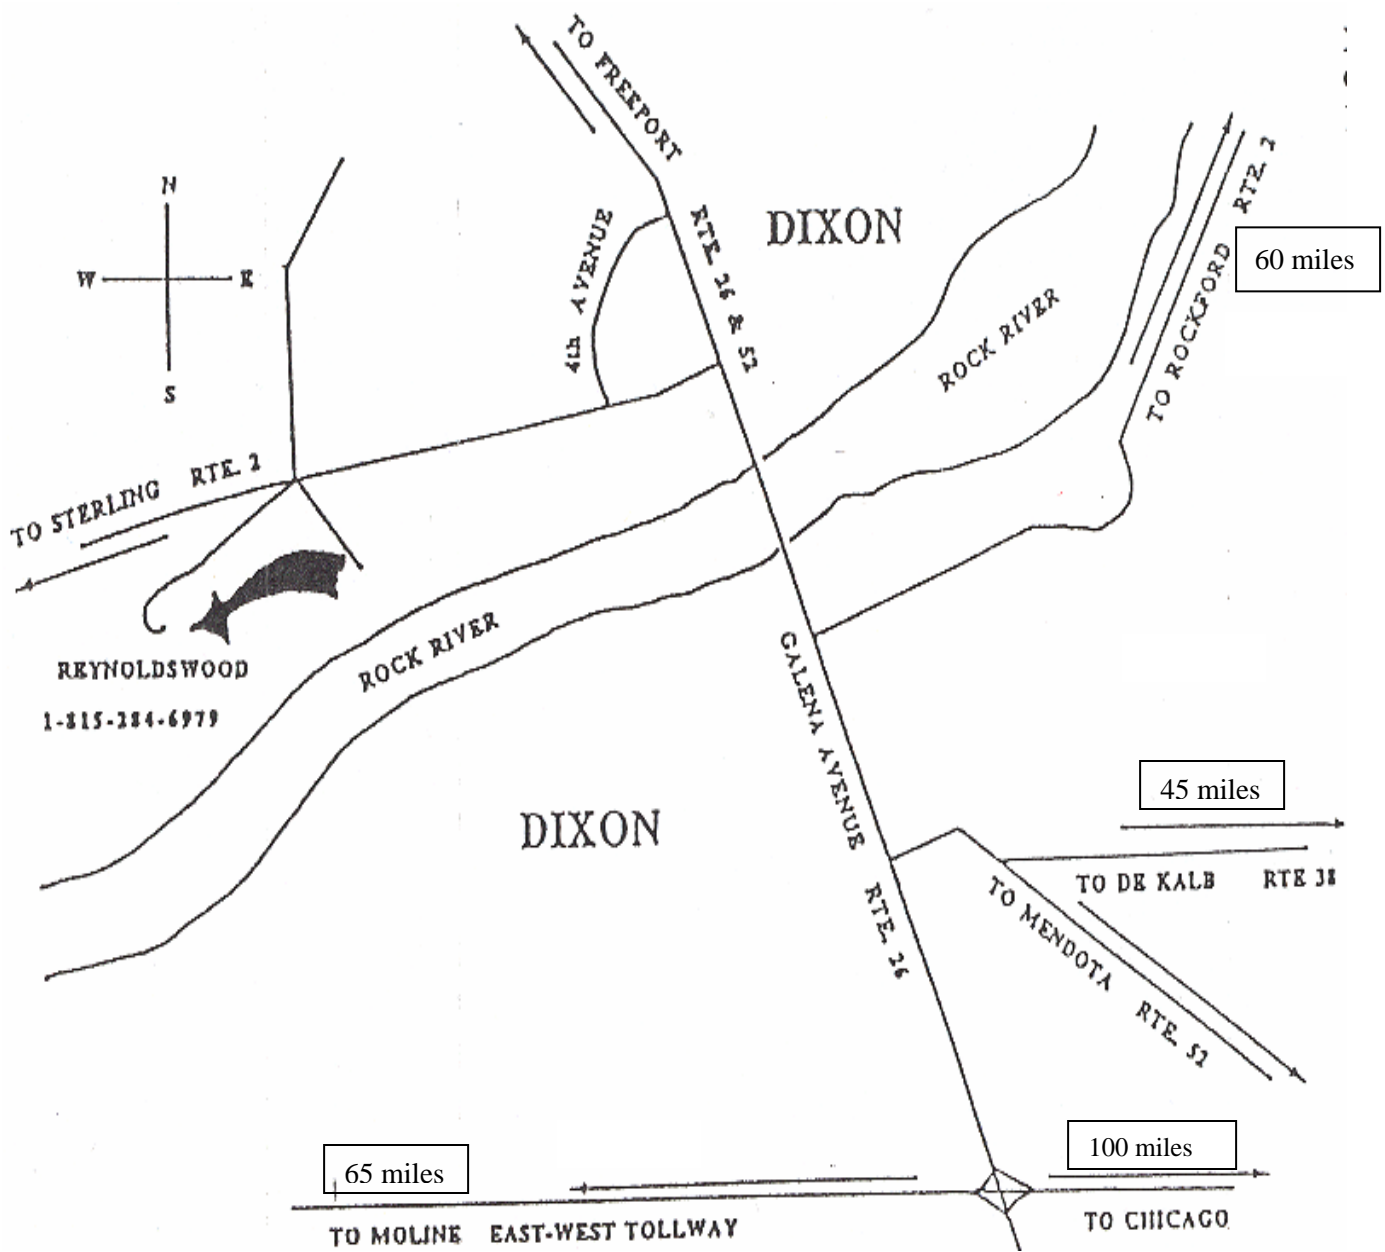 TO FREEPORT
N
W E
S
4th AVENUE
RTE. 26 & 52
DIXON
ROCK RIVER
TO ROCKFORD RTE. 2
60 miles
TO STERLING RTE. 2
REYNOLDSWOOD
1-815-284-6979
ROCK RIVER
GALENA AVENUE RTE. 26
DIXON
45 miles
TO DE KALB RTE 38
TO MENDOTA RTE. 52
65 miles
100 miles
TO MOLINE EAST-WEST TOLLWAY
TO CHICAGO